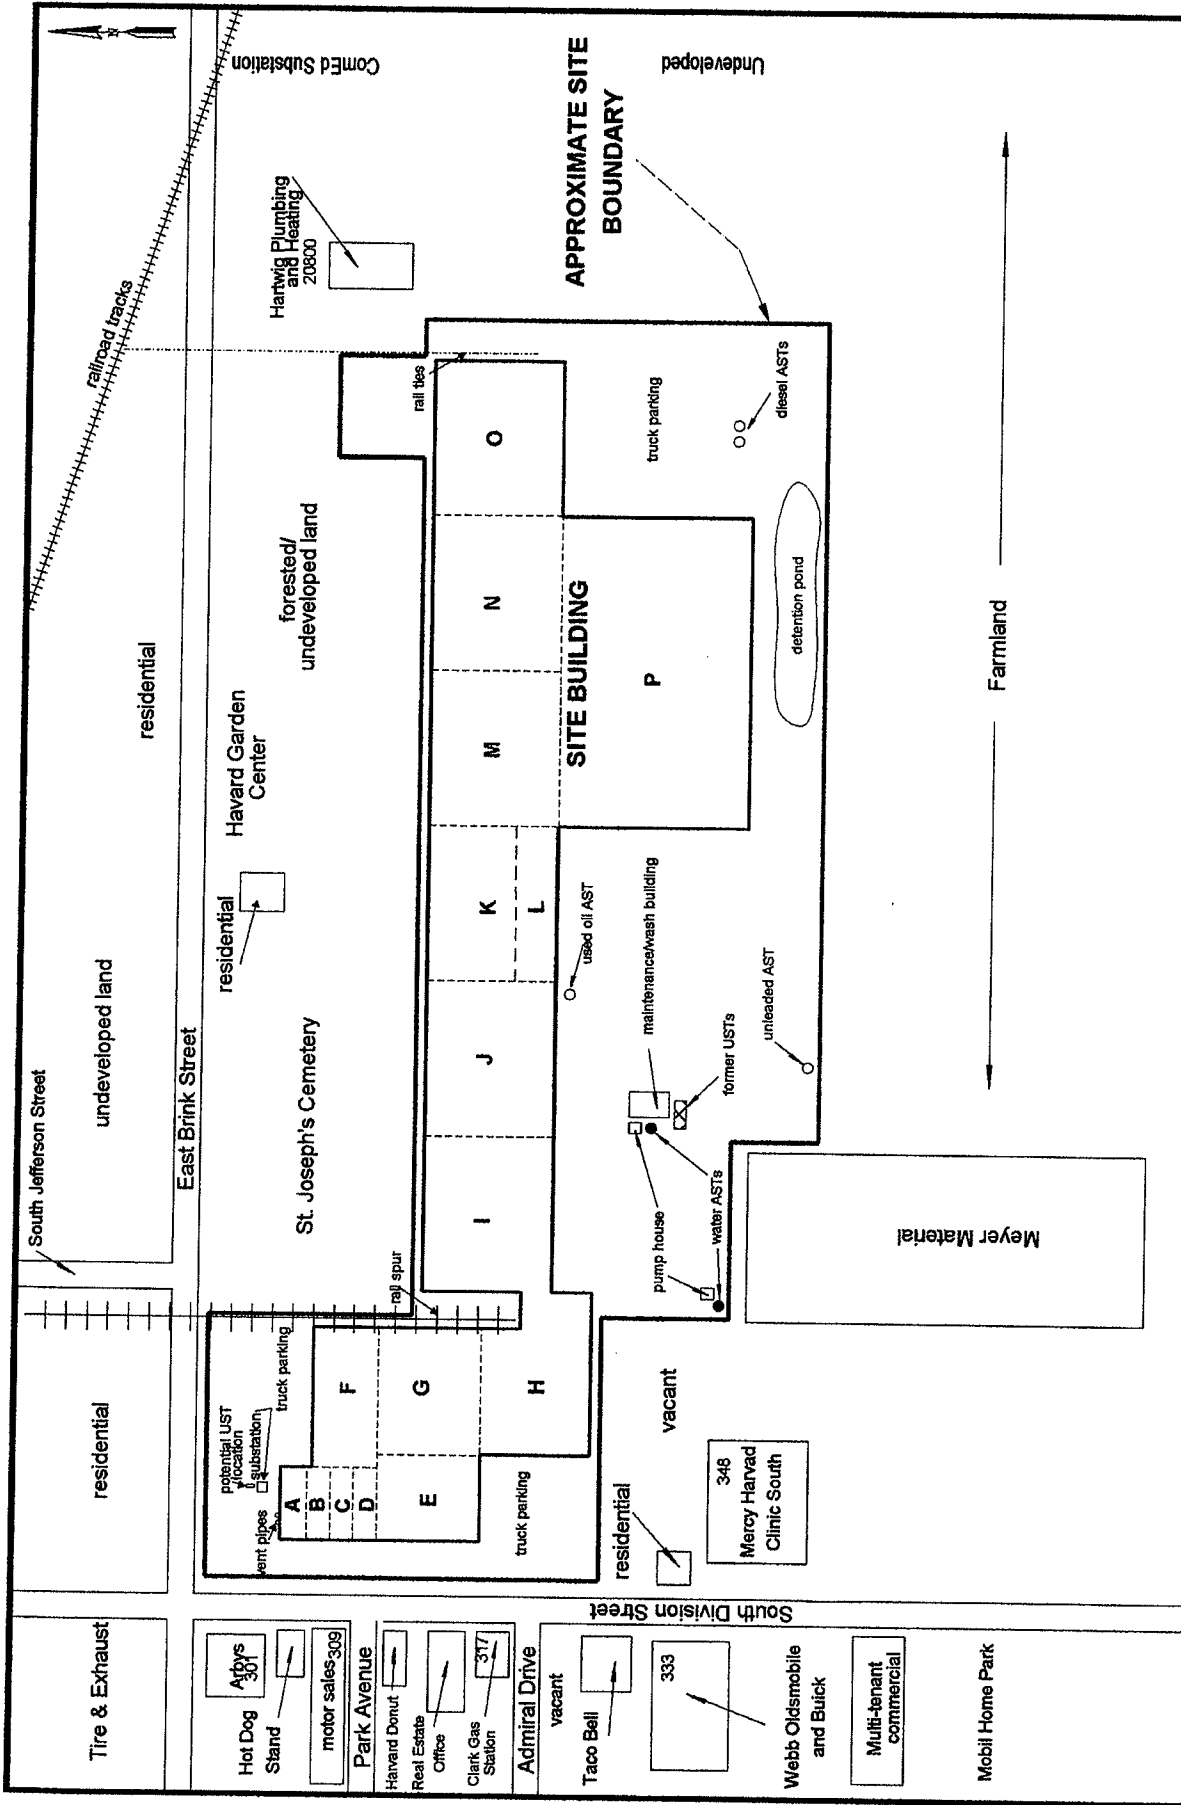 Tire & Exhaust
residential
South Jefferson Street
undeveloped land
residential
railroad tracks
N
East Brink Street
Arbys
301
Hot Dog
Stand
motor sales 309
Park Avenue
Harvard Donut
Real Estate
Office
Clark Gas
Station
317
Admiral Drive
vacant
Taco Bell
333
Webb Oldsmobile
and Buick
Multi-tenant
commercial
Mobil Home Park
South Division Street
potential UST
location
substation
truck parking
vent pipes
A
B
C
D
E
F
G
H
truck parking
rail spur
St. Joseph's Cemetery
residential
Havard Garden
Center
forested/
undeveloped land
rail ties
Hartwig Plumbing
and Heating
20800
ComEd Substation
I
J
K
L
M
N
O
P
SITE BUILDING
APPROXIMATE SITE
BOUNDARY
Undeveloped
truck parking
diesel ASTs
detention pond
used oil AST
maintenance/wash building
former USTs
unleaded AST
pump house
water ASTs
residential
vacant
348
Mercy Harvad
Clinic South
Meyer Material
Farmland